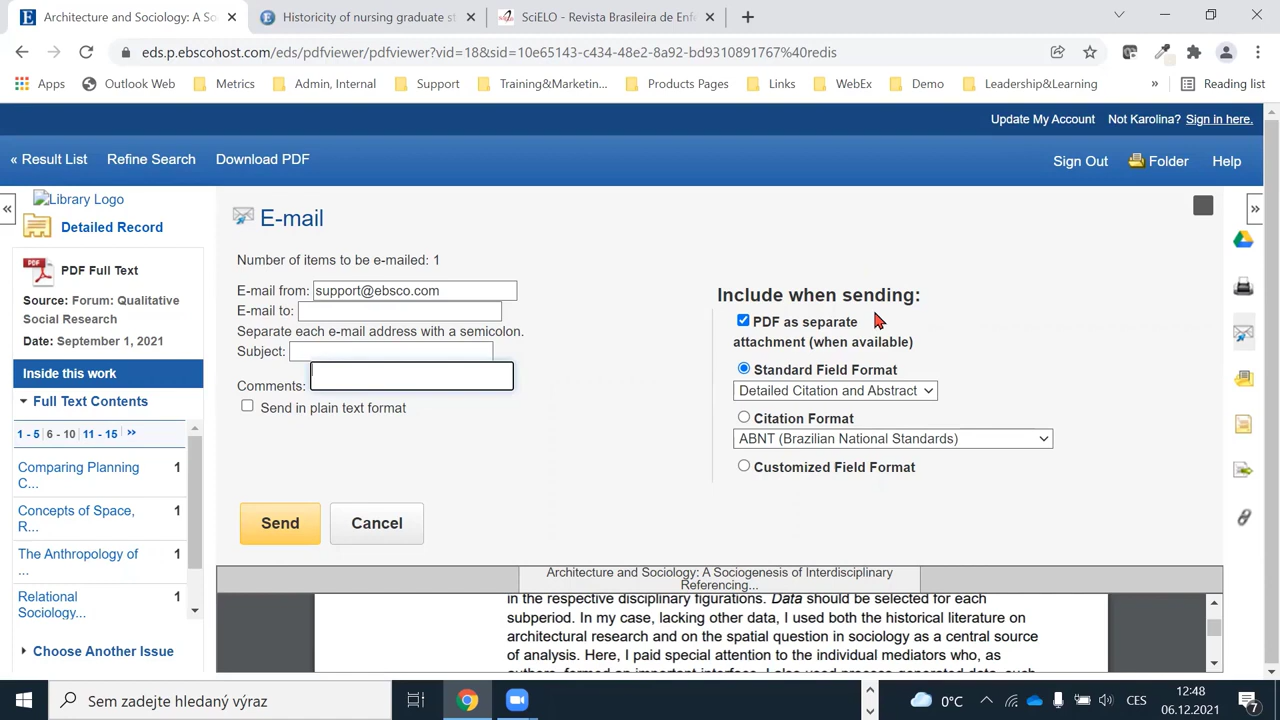 Architecture and Sociology: A So
Historicity of nursing graduate st
SciELO - Revista Brasileira de Enfe
eds.p.ebscohost.com/eds/pdfviewer/pdfviewer?vid=18&sid=10e65143-c434-48e2-8a92-bd9310891767%40redis
Apps
Outlook Web
Metrics
Admin, Internal
Support
Training&Marketin...
Products Pages
Links
WebEx
Demo
Leadership&Learning
»
Reading list
Update My Account
Not Karolina? Sign in here.
« Result List
Refine Search
Download PDF
Sign Out
Folder
Help
Library Logo
Detailed Record
PDF
PDF Full Text
Source: Forum: Qualitative
Social Research
Date: September 1, 2021
Inside this work
Full Text Contents
1 - 5
6 - 10
11 - 15
»
Comparing Planning
C...
1
Concepts of Space,
R...
1
The Anthropology of
...
1
Relational
Sociology...
1
Choose Another Issue
«
»
E-mail
Number of items to be e-mailed: 1
E-mail from: support@ebsco.com
E-mail to:
Separate each e-mail address with a semicolon.
Subject:
Comments:
Send in plain text format
Include when sending:
PDF as separate
attachment (when available)
Standard Field Format
Detailed Citation and Abstract
Citation Format
ABNT (Brazilian National Standards)
Customized Field Format
Send
Cancel
Architecture and Sociology: A Sociogenesis of Interdisciplinary
Referencing...
in the respective disciplinary figurations. Data should be selected for each
subperiod. In my case, lacking other data, I used both the historical literature on
architectural research and on the spatial question in sociology as a central source
of analysis. Here, I paid special attention to the individual mediators who, as
Sem zadejte hledaný výraz
0°C
CES
12:48
06.12.2021
7